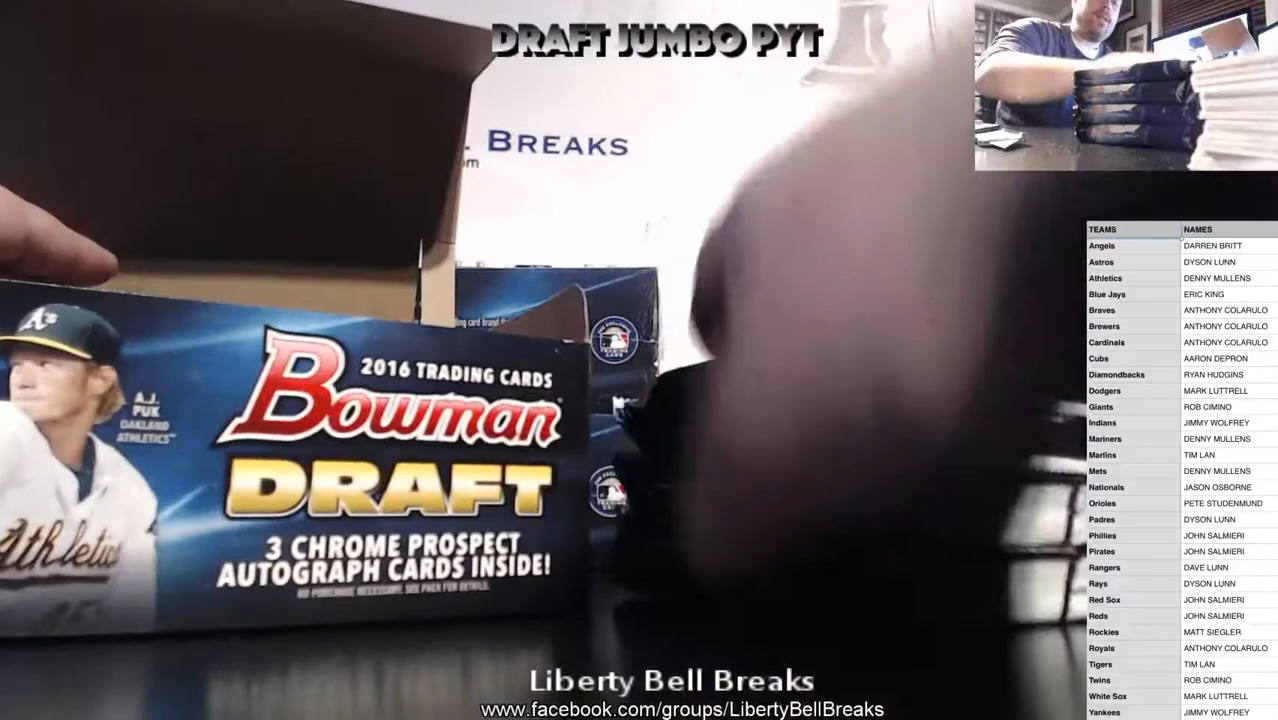 DRAFT JUMBO PYT
BREAKS
2016 TRADING CARDS
Bowman
DRAFT
3 CHROME PROSPECT
AUTOGRAPH CARDS INSIDE!
A.J.
PUK
OAKLAND
ATHLETICS™
A's
Athletic
TEAMS NAMES
Angels DARREN BRITT
Astros DYSON LUNN
Athletics DENNY MULLENS
Blue Jays ERIC KING
Braves ANTHONY COLARULO
Brewers ANTHONY COLARULO
Cardinals ANTHONY COLARULO
Cubs AARON DEPRON
Diamondbacks RYAN HUDGINS
Dodgers MARK LUTTRELL
Giants ROB CIMINO
Indians JIMMY WOLFREY
Mariners DENNY MULLENS
Marlins TIM LAN
Mets DENNY MULLENS
Nationals JASON OSBORNE
Orioles PETE STUDENMUND
Padres DYSON LUNN
Phillies JOHN SALMIERI
Pirates JOHN SALMIERI
Rangers DAVE LUNN
Rays DYSON LUNN
Red Sox JOHN SALMIERI
Reds JOHN SALMIERI
Rockies MATT SIEGLER
Royals ANTHONY COLARULO
Tigers TIM LAN
Twins ROB CIMINO
White Sox MARK LUTTRELL
Yankees JIMMY WOLFREY
Liberty Bell Breaks
www.facebook.com/groups/LibertyBellBreaks